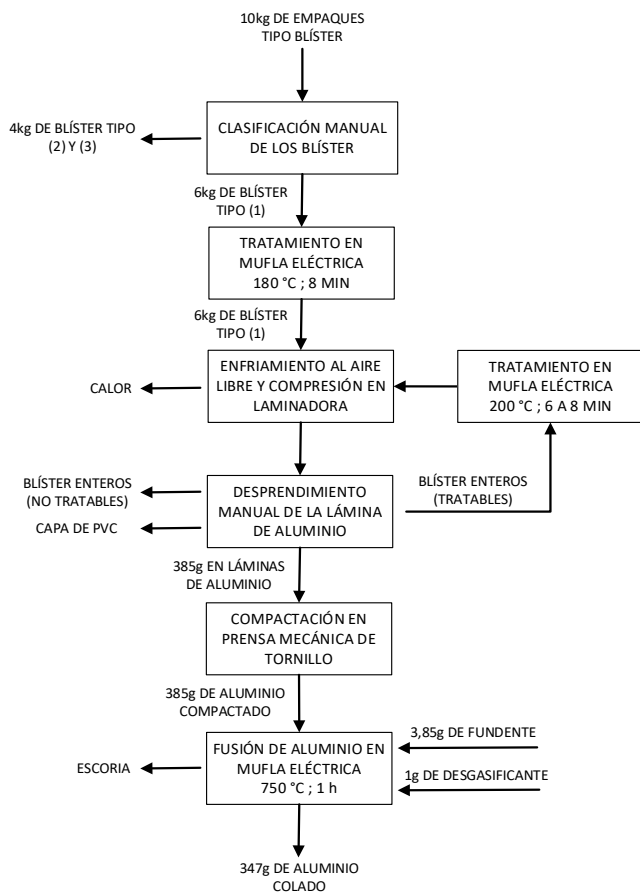 10kg DE EMPAQUES
TIPO BLÍSTER
CLASIFICACIÓN MANUAL
DE LOS BLÍSTER
4kg DE BLÍSTER TIPO
(2) Y (3)
6kg DE BLÍSTER
TIPO (1)
TRATAMIENTO EN
MUFLA ELÉCTRICA
180 °C ; 8 MIN
6kg DE BLÍSTER
TIPO (1)
ENFRIAMIENTO AL AIRE
LIBRE Y COMPRESIÓN EN
LAMINADORA
CALOR
TRATAMIENTO EN
MUFLA ELÉCTRICA
200 °C ; 6 A 8 MIN
BLÍSTER ENTEROS
(NO TRATABLES)
CAPA DE PVC
DESPRENDIMIENTO
MANUAL DE LA LÁMINA
DE ALUMINIO
BLÍSTER ENTEROS
(TRATABLES)
385g EN LÁMINAS
DE ALUMINIO
COMPACTACIÓN EN
PRENSA MECÁNICA DE
TORNILLO
385g DE ALUMINIO
COMPACTADO
3,85g DE FUNDENTE
FUSIÓN DE ALUMINIO EN
MUFLA ELÉCTRICA
750 °C ; 1 h
ESCORIA
1g DE DESGASIFICANTE
347g DE ALUMINIO
COLADO